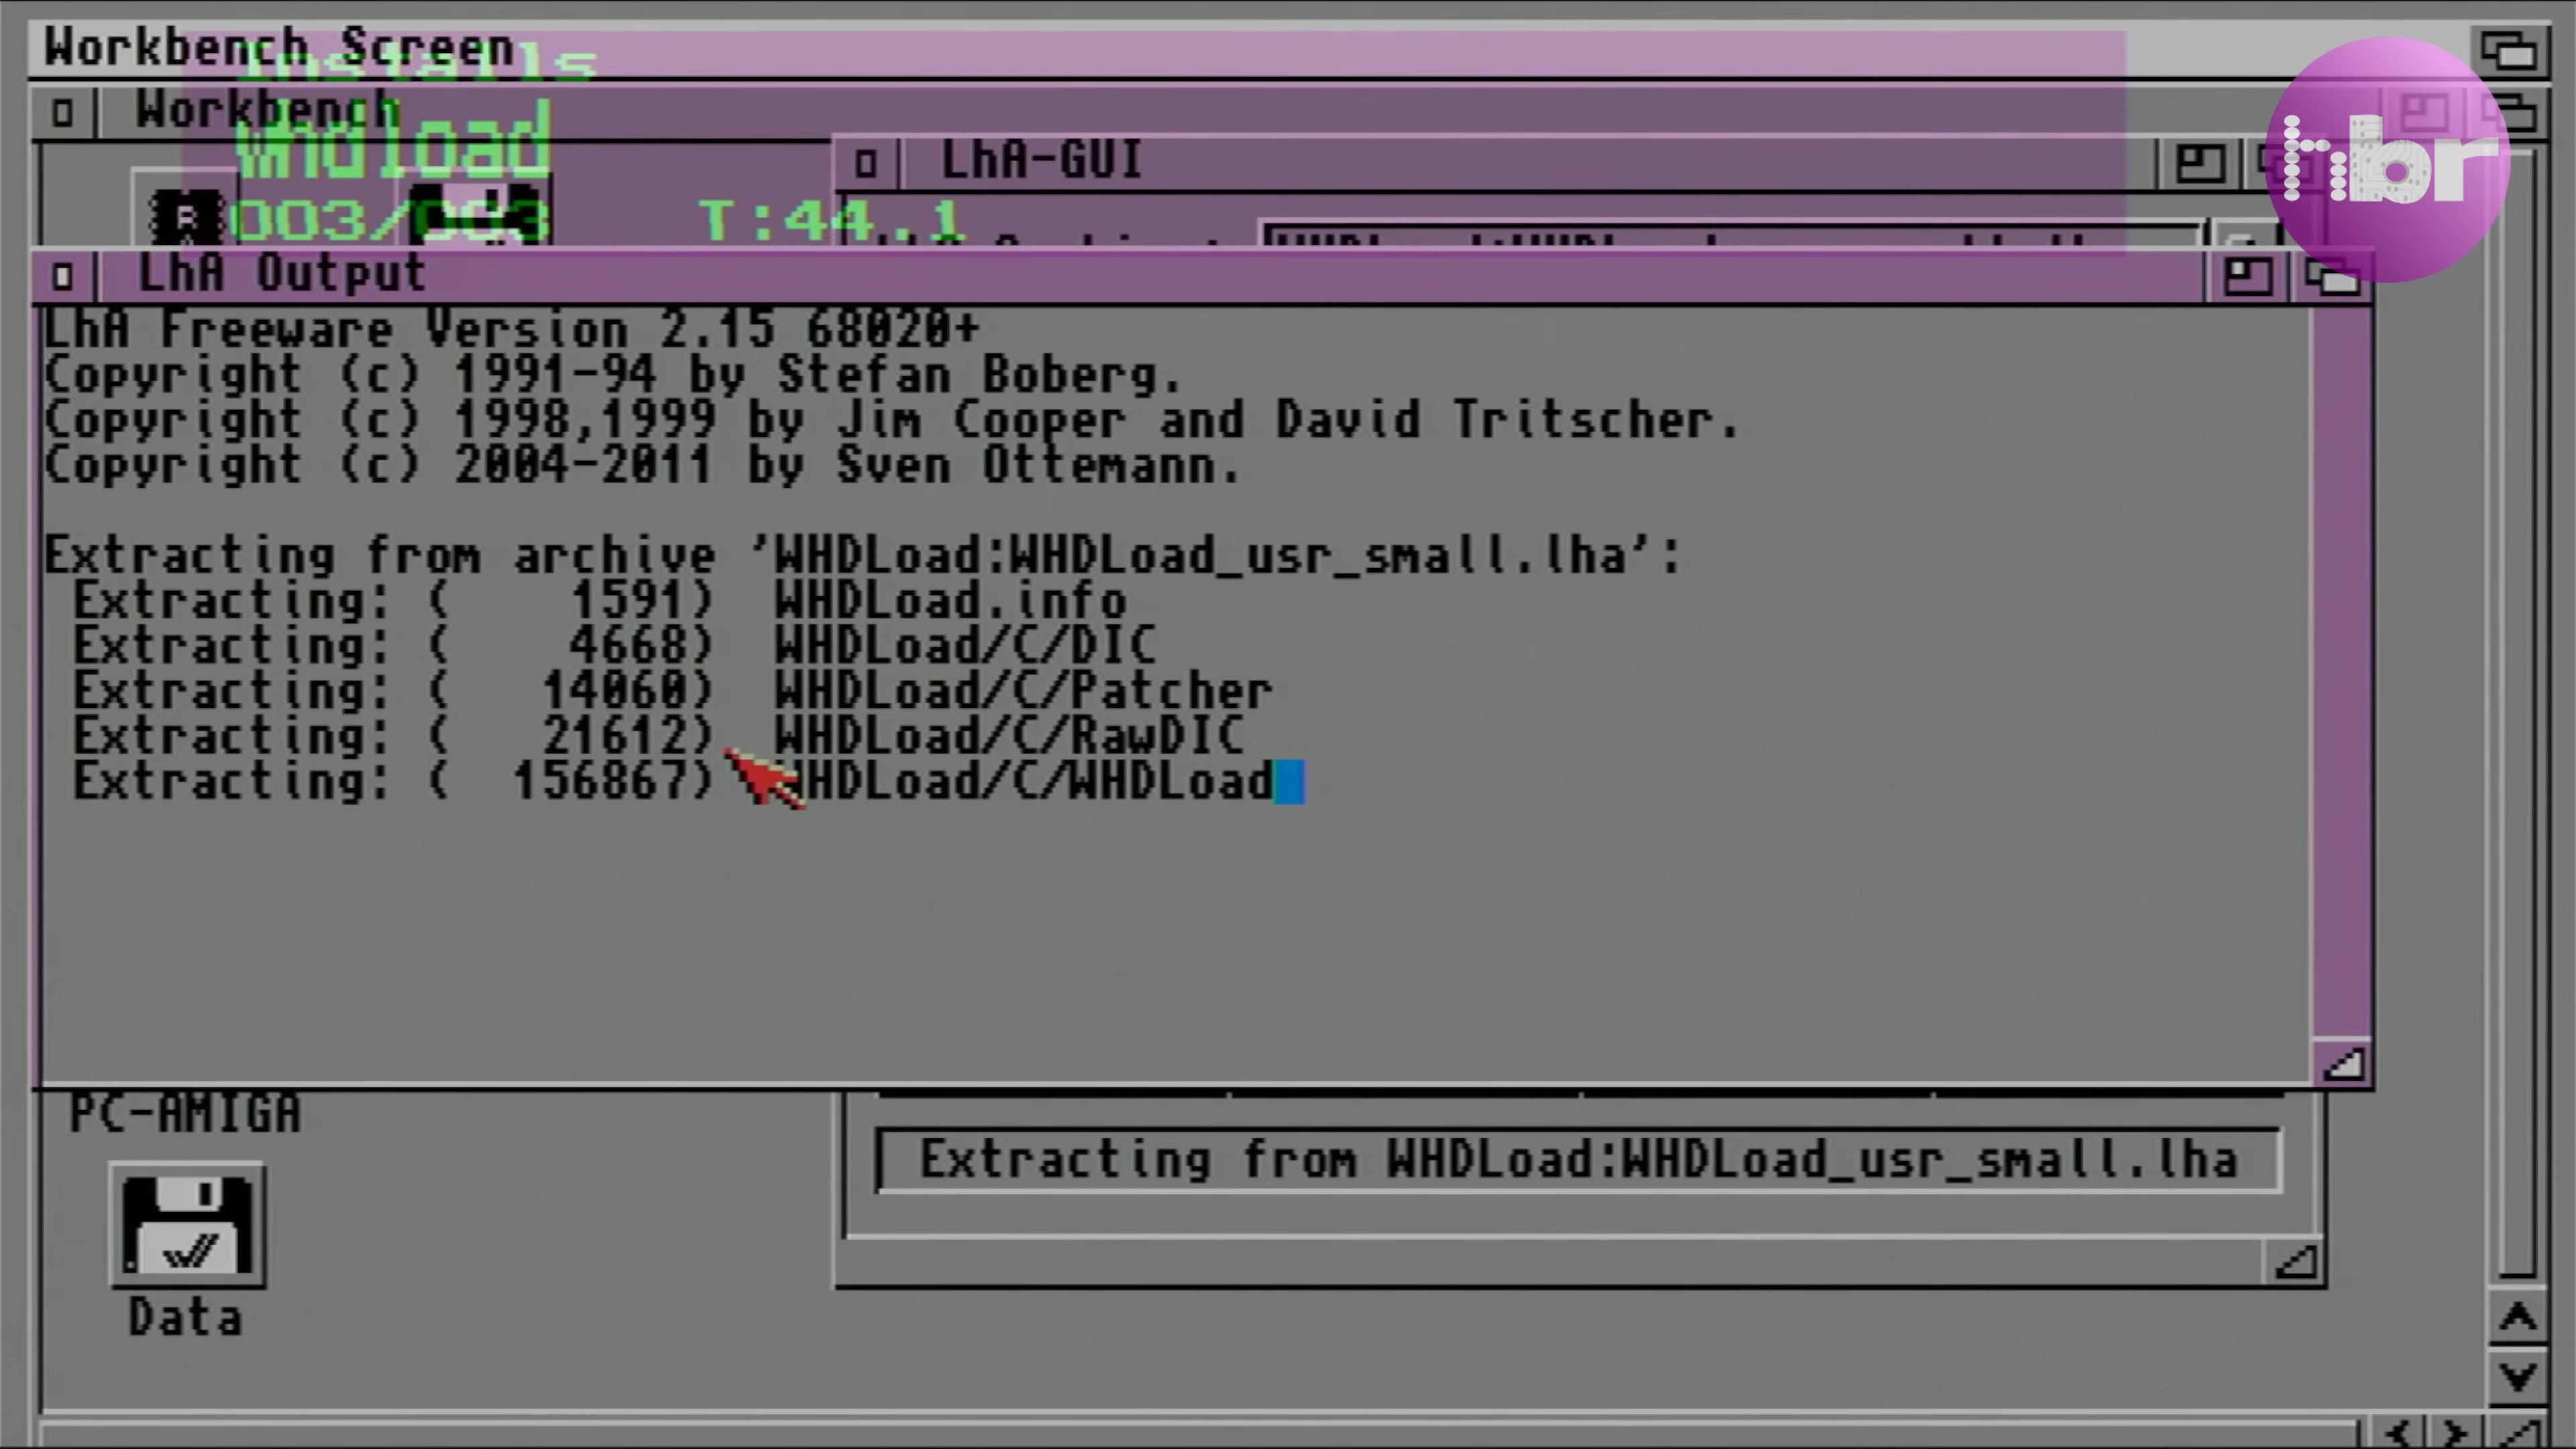 Workbench Screen
Installs
Workbench
Whdload
LhA-GUI
hbr
003/003 T:44.1
LhA Output
LhA Freeware Version 2.15 68020+
Copyright (c) 1991-94 by Stefan Boberg.
Copyright (c) 1998,1999 by Jim Cooper and David Tritscher.
Copyright (c) 2004-2011 by Sven Ottemann.
Extracting from archive 'WHDLoad:WHDLoad_usr_small.lha':
Extracting: ( 1591) WHDLoad.info
Extracting: ( 4668) WHDLoad/C/DIC
Extracting: ( 14060) WHDLoad/C/Patcher
Extracting: ( 21612) WHDLoad/C/RawDIC
Extracting: ( 156867) WHDLoad/C/WHDLoad
PC-AMIGA
Extracting from WHDLoad:WHDLoad_usr_small.lha
Data